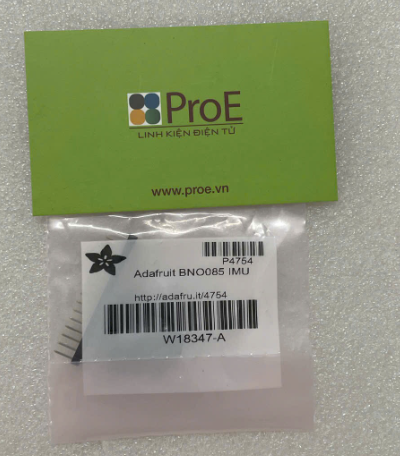 ProE
LINH KIỆN ĐIỆN TỬ
www.proe.vn
P4754
Adafruit BNO085 IMU
http://adafru.it/4754
W18347-A